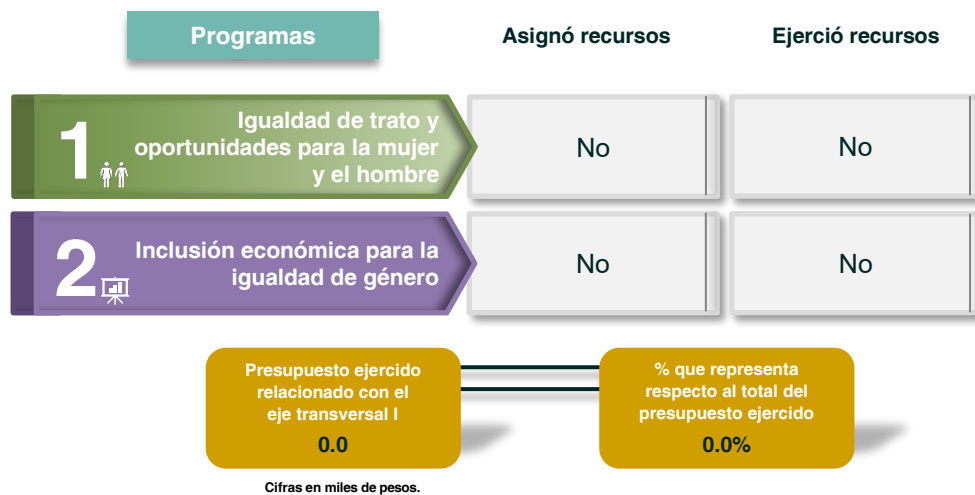 Programas
Asignó recursos
Ejerció recursos
1
Igualdad de trato y
oportunidades para la mujer
y el hombre
No
No
2
Inclusión económica para la
igualdad de género
No
No
Presupuesto ejercido
relacionado con el
eje transversal I
0.0
% que representa
respecto al total del
presupuesto ejercido
0.0%
Cifras en miles de pesos.